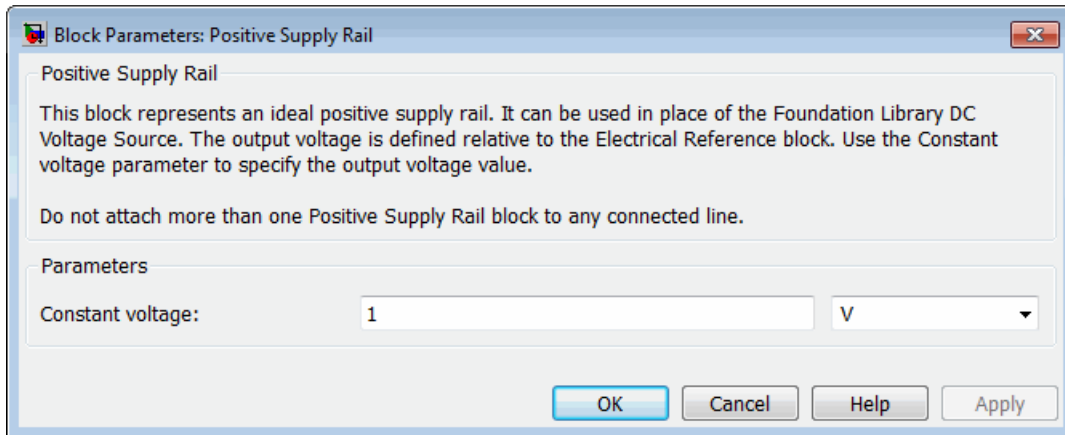 Block Parameters: Positive Supply Rail
Positive Supply Rail
This block represents an ideal positive supply rail. It can be used in place of the Foundation Library DC
Voltage Source. The output voltage is defined relative to the Electrical Reference block. Use the Constant
voltage parameter to specify the output voltage value.
Do not attach more than one Positive Supply Rail block to any connected line.
Parameters
Constant voltage: 1 V
OK Cancel Help Apply